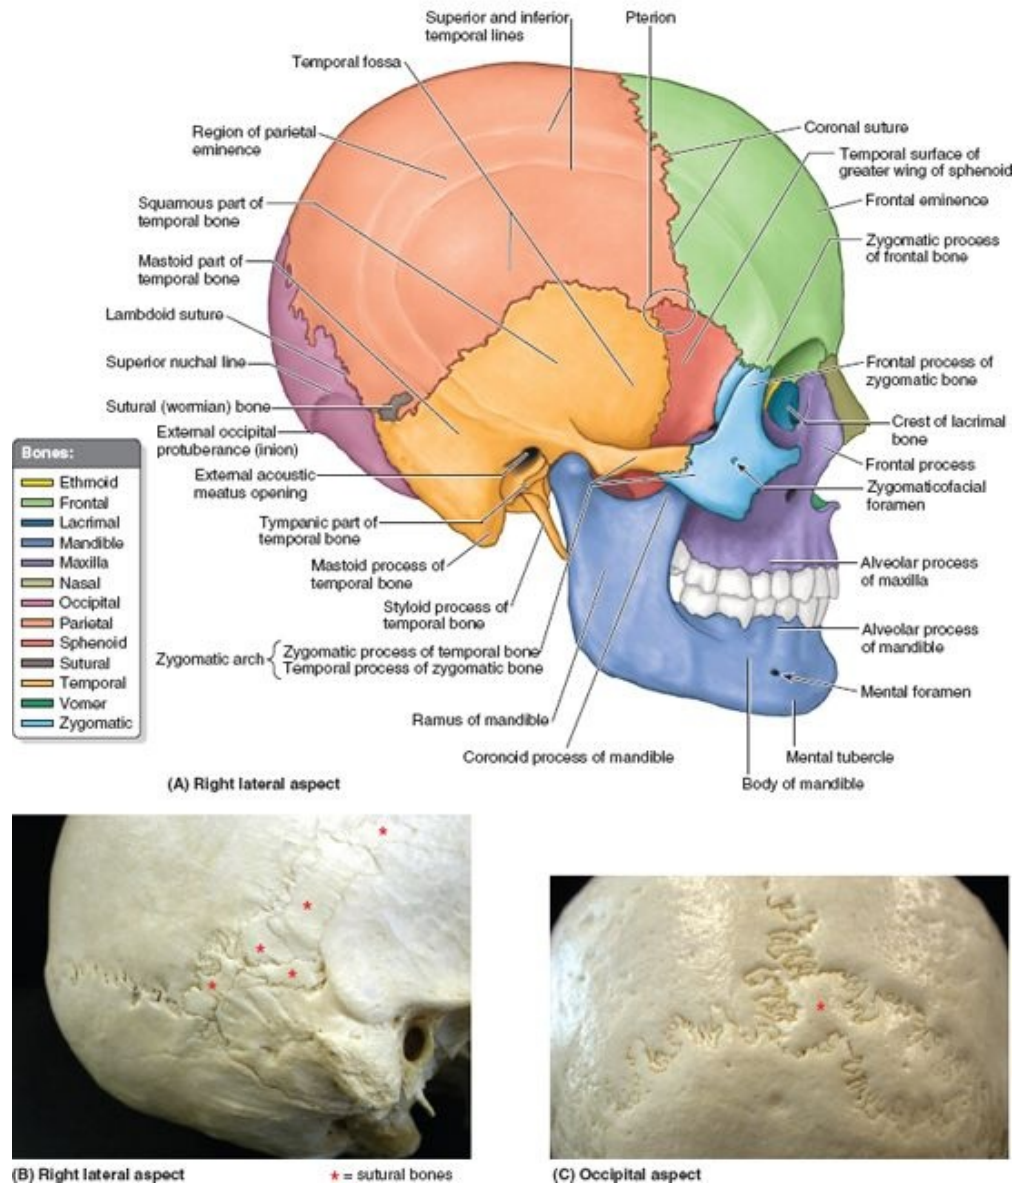 Superior and inferior
temporal lines
Pterion
Temporal fossa
Region of parietal
eminence
Squamous part of
temporal bone
Mastoid part of
temporal bone
Lambdoid suture
Superior nuchal line
Sutural (wormian) bone
External occipital
protuberance (inion)
External acoustic
meatus opening
Tympanic part of
temporal bone
Mastoid process of
temporal bone
Styloid process of
temporal bone
Zygomatic arch
Zygomatic process of temporal bone
Temporal process of zygomatic bone
Ramus of mandible
Coronoid process of mandible
Coronal suture
Temporal surface of
greater wing of sphenoid
Frontal eminence
Zygomatic process
of frontal bone
Frontal process of
zygomatic bone
Crest of lacrimal
bone
Frontal process
Zygomaticofacial
foramen
Alveolar process
of maxilla
Alveolar process
of mandible
Mental foramen
Mental tubercle
Body of mandible
Bones:
Ethmoid
Frontal
Lacrimal
Mandible
Maxilla
Nasal
Occipital
Parietal
Sphenoid
Sutural
Temporal
Vomer
Zygomatic
(A) Right lateral aspect
(B) Right lateral aspect
* = sutural bones
(C) Occipital aspect